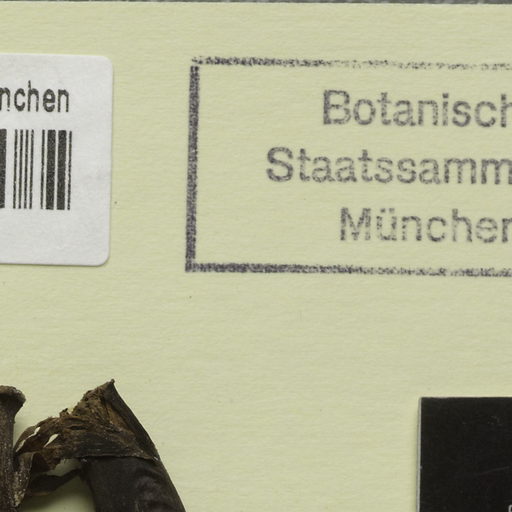 nchen
Botanisch
Staatssamm
München